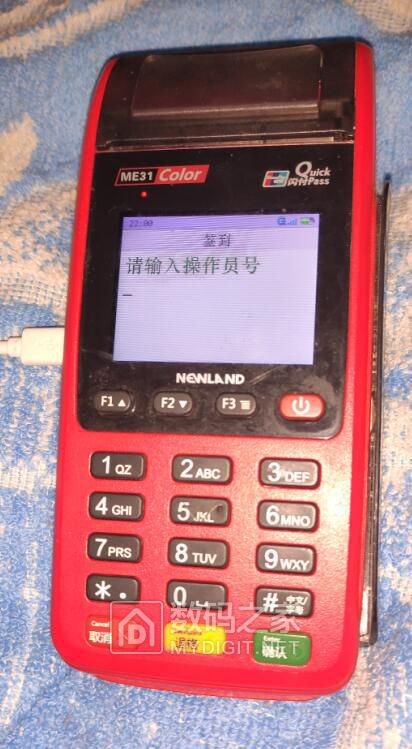 ME31 Color
Quick
闪付Pass
22:00 G
签到
请输入操作员号
NEWLAND
F1 F2 F3
1 QZ 2 ABC 3 DEF
4 GHI 5 JKL 6 MNO
7 PRS 8 TUV 9 WXY
* . 0 # 中文/
Cancel Enter
取消 确认
数码之家
MYDIGIT.NET